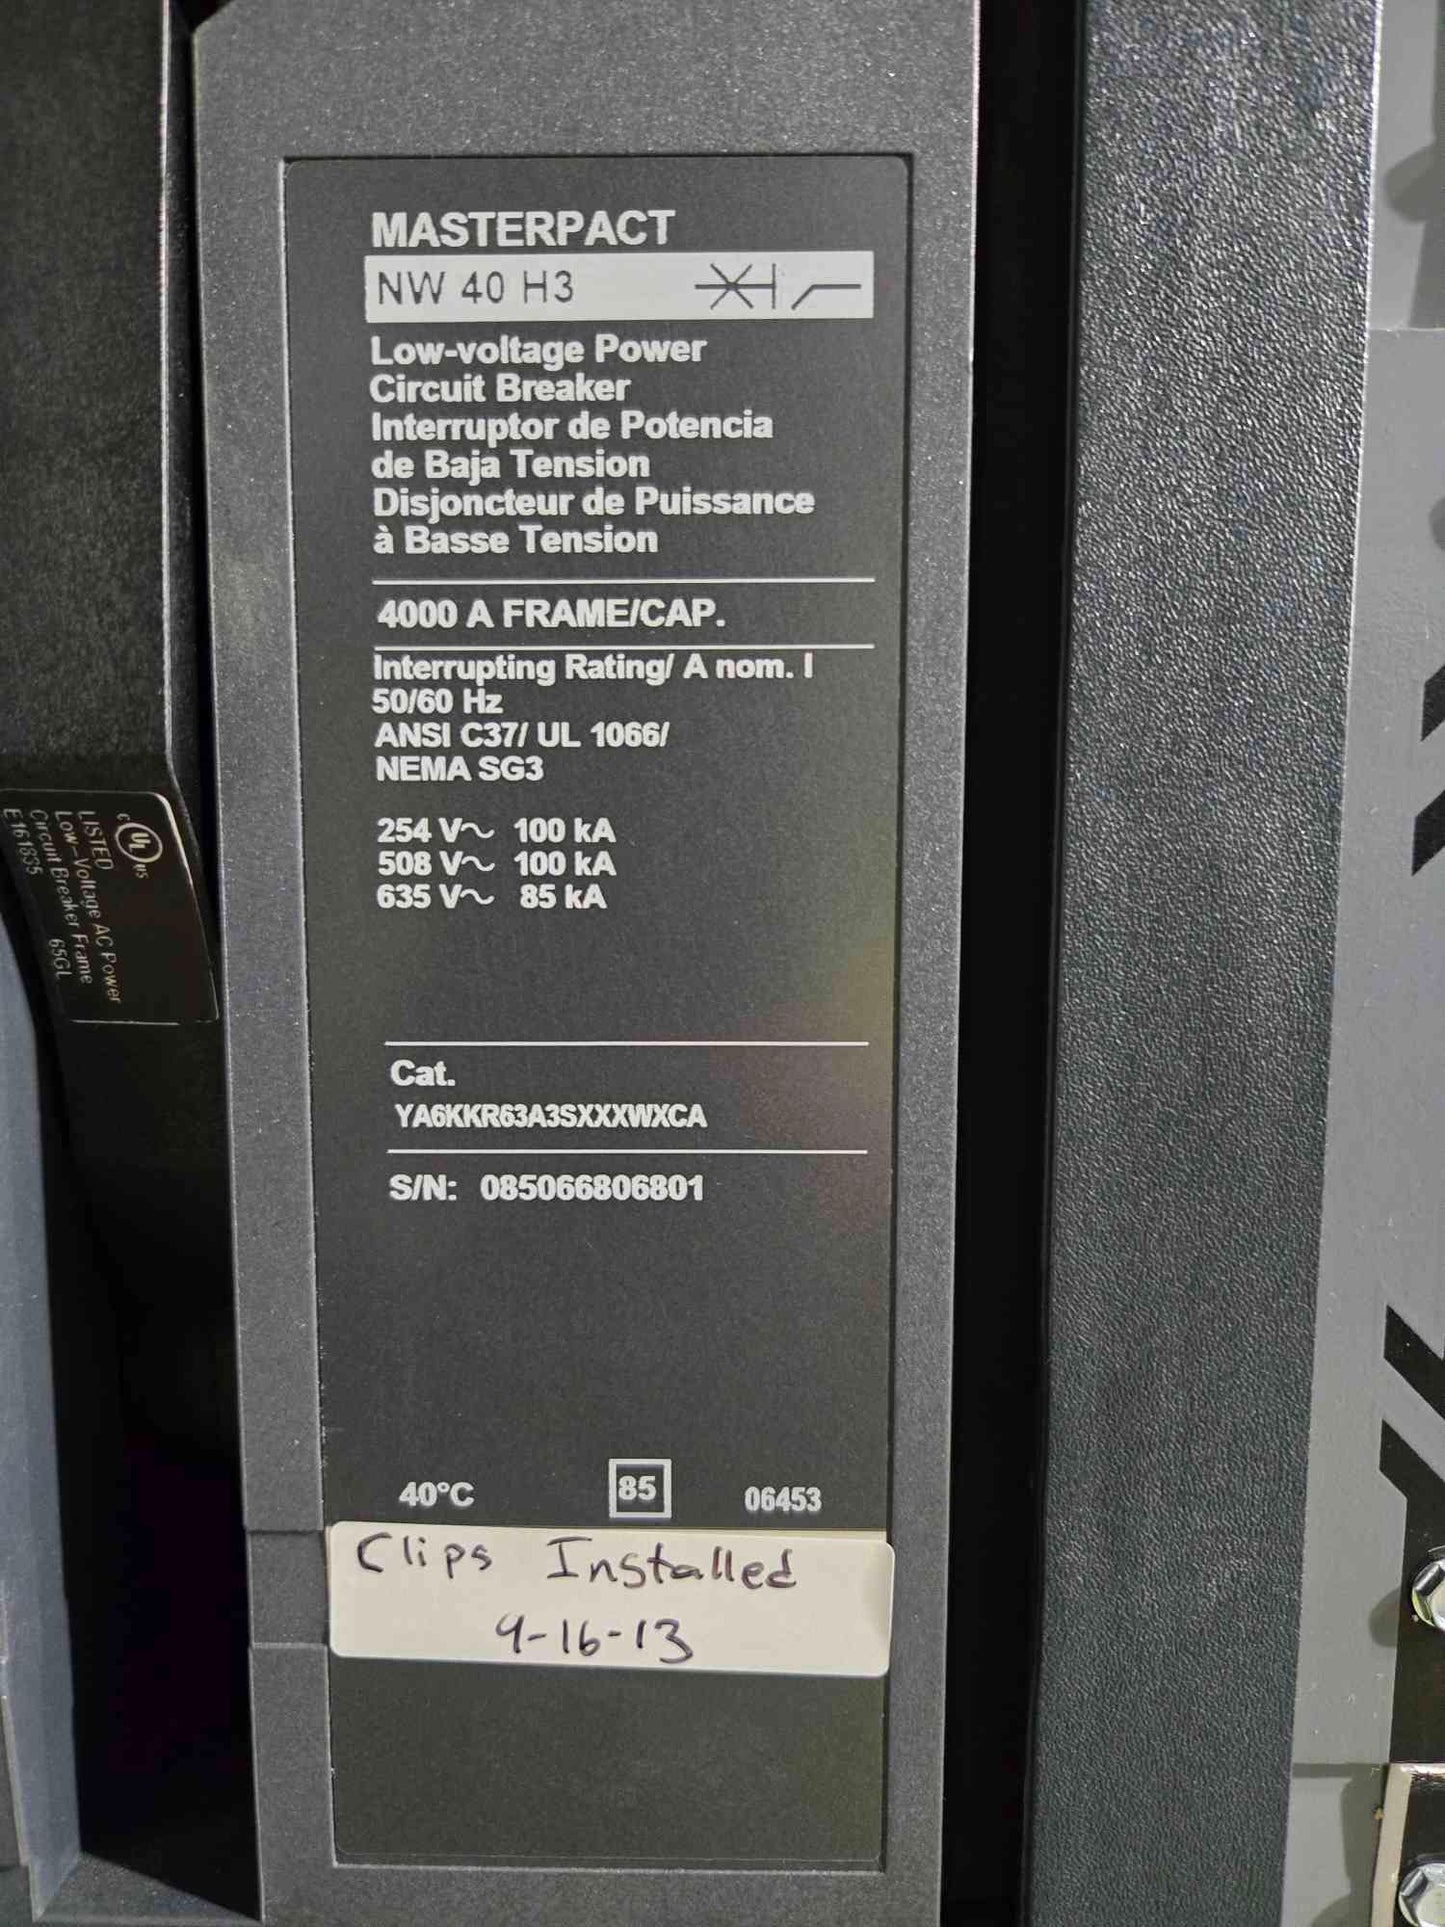 MASTERPACT
NW 40 H3
Low-voltage Power
Circuit Breaker
Interruptor de Potencia
de Baja Tension
Disjoncteur de Puissance
à Basse Tension
4000 A FRAME/CAP.
Interrupting Rating/ A nom. I
50/60 Hz
ANSI C37/ UL 1066/
NEMA SG3
254 V~ 100 kA
508 V~ 100 kA
635 V~ 85 kA
Cat.
YA6KKR63A3SXXXWXCA
S/N: 085066806801
40°C 85 06453
Clips Installed
9-16-13
c UL US
LISTED
Low-Voltage AC Power
Circuit Breaker Frame
E161835 65GL